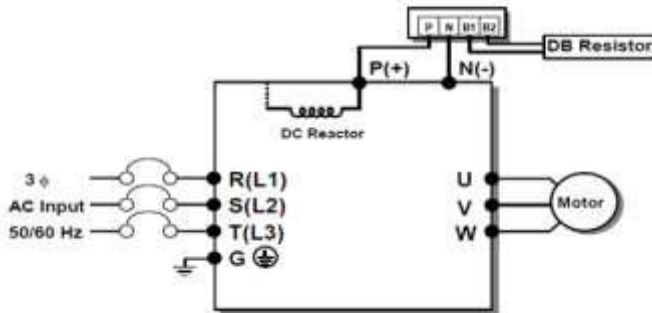 P N B1 B2
DB Resistor
P(+) N(-)
DC Reactor
3 ϕ R(L1) U
AC Input S(L2) V Motor
50/60 Hz T(L3) W
G